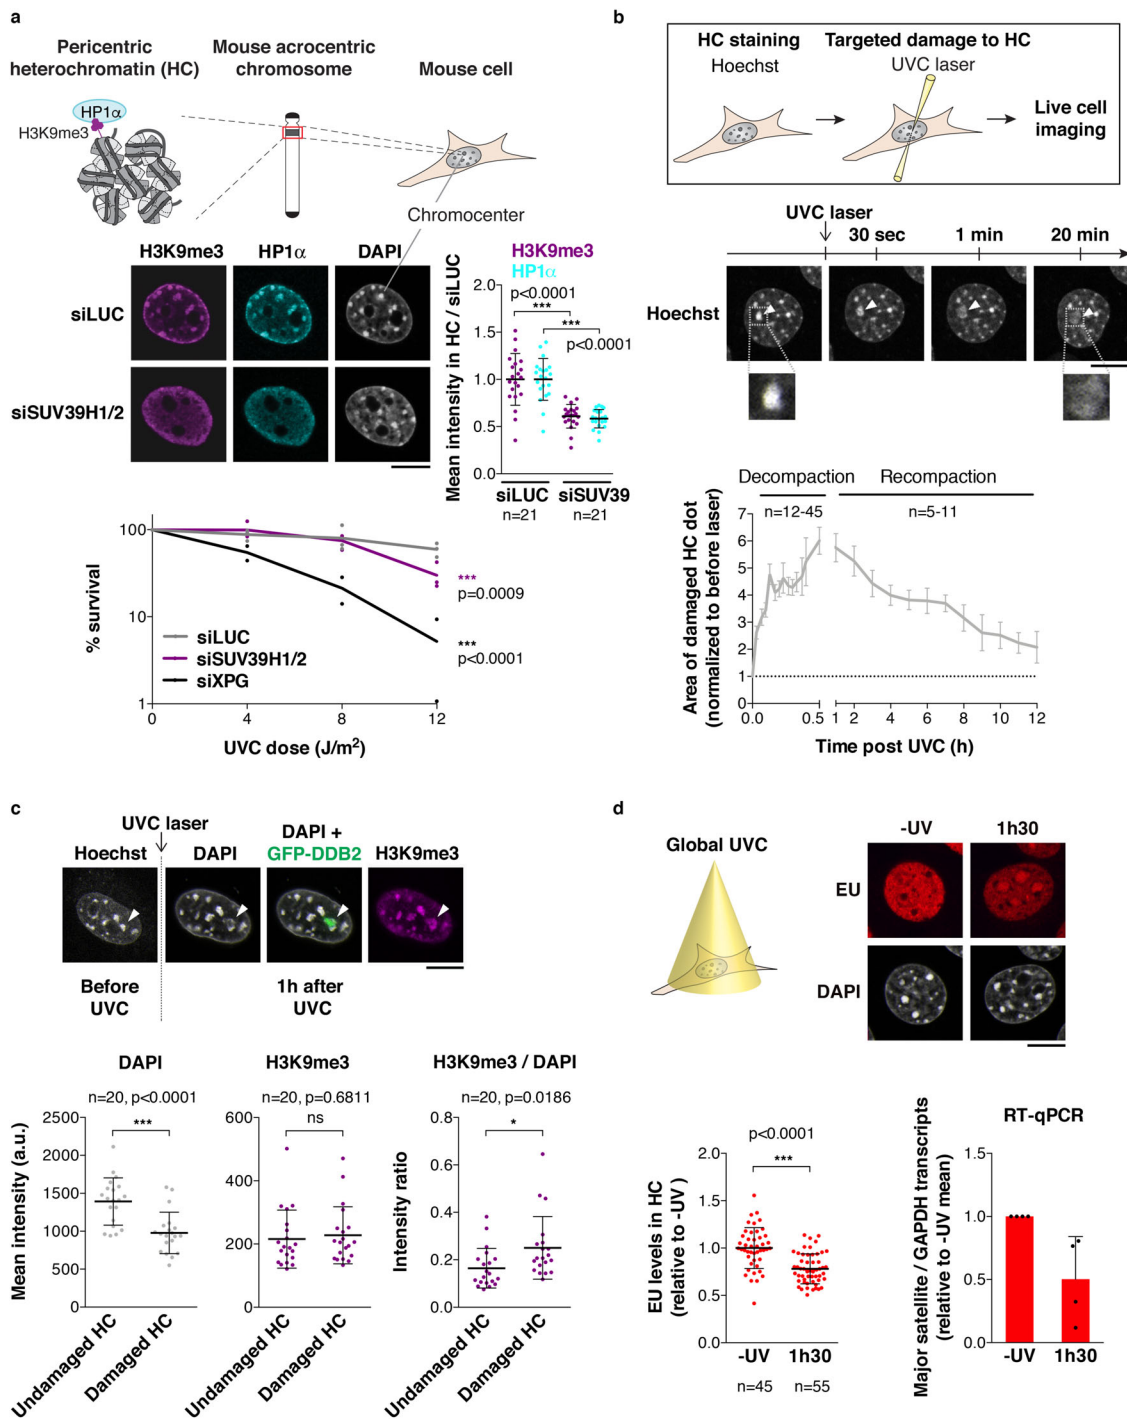 a
Pericentric
heterochromatin (HC)
Mouse acrocentric
chromosome
Mouse cell
HP1α
H3K9me3
Chromocenter
H3K9me3
HP1α
DAPI
siLUC
siSUV39H1/2
H3K9me3
HP1α
p<0.0001
***
***
p<0.0001
Mean intensity in HC / siLUC
2.0
1.5
1.0
0.5
0.0
siLUC
siSUV39
n=21
n=21
% survival
100
10
1
siLUC
siSUV39H1/2
siXPG
***
p=0.0009
***
p<0.0001
0
4
8
12
UVC dose (J/m²)
b
HC staining
Hoechst
Targeted damage to HC
UVC laser
Live cell
imaging
UVC laser
30 sec
1 min
20 min
Hoechst
Decompaction
Recompaction
n=12-45
n=5-11
Area of damaged HC dot
(normalized to before laser)
7
6
5
4
3
2
1
0
0.0
0.5
1
2
4
6
8
10
12
Time post UVC (h)
c
UVC laser
Hoechst
DAPI
DAPI +
GFP-DDB2
H3K9me3
Before
UVC
1h after
UVC
DAPI
n=20, p<0.0001
***
Mean intensity (a.u.)
2500
2000
1500
1000
500
0
Undamaged HC
Damaged HC
H3K9me3
n=20, p=0.6811
ns
600
400
200
0
Undamaged HC
Damaged HC
H3K9me3 / DAPI
n=20, p=0.0186
*
Intensity ratio
0.8
0.6
0.4
0.2
0.0
Undamaged HC
Damaged HC
d
Global UVC
-UV
1h30
EU
DAPI
p<0.0001
***
EU levels in HC
(relative to -UV)
2.0
1.5
1.0
0.5
0.0
-UV
1h30
n=45
n=55
RT-qPCR
Major satellite / GAPDH transcripts
(relative to -UV mean)
1.5
1.0
0.5
0.0
-UV
1h30